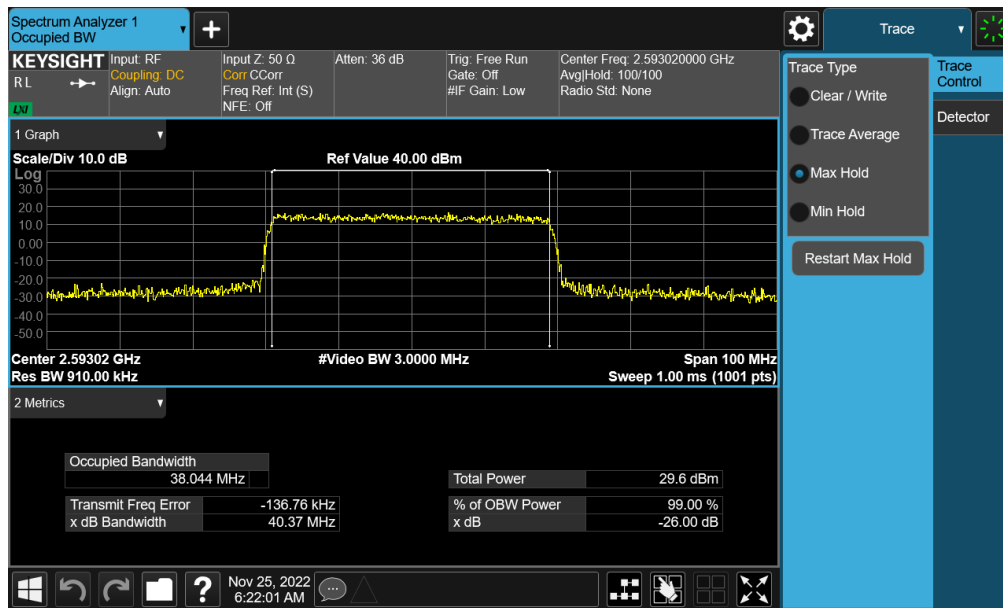 Spectrum Analyzer 1
Occupied BW
+
Trace
KEYSIGHT
R L
LXI
Input: RF
Coupling: DC
Align: Auto
Input Z: 50 Ω
Corr CCorr
Freq Ref: Int (S)
NFE: Off
Atten: 36 dB
Trig: Free Run
Gate: Off
#IF Gain: Low
Center Freq: 2.593020000 GHz
Avg|Hold: 100/100
Radio Std: None
Trace Type
Clear / Write
Trace Average
Max Hold
Min Hold
Restart Max Hold
Trace
Control
Detector
1 Graph
Scale/Div 10.0 dB
Ref Value 40.00 dBm
Log
30.0
20.0
10.0
0.00
-10.0
-20.0
-30.0
-40.0
-50.0
Center 2.59302 GHz
#Video BW 3.0000 MHz
Span 100 MHz
Res BW 910.00 kHz
Sweep 1.00 ms (1001 pts)
2 Metrics
Occupied Bandwidth
38.044 MHz
Total Power 29.6 dBm
Transmit Freq Error -136.76 kHz
% of OBW Power 99.00 %
x dB Bandwidth 40.37 MHz
x dB -26.00 dB
?
Nov 25, 2022
6:22:01 AM